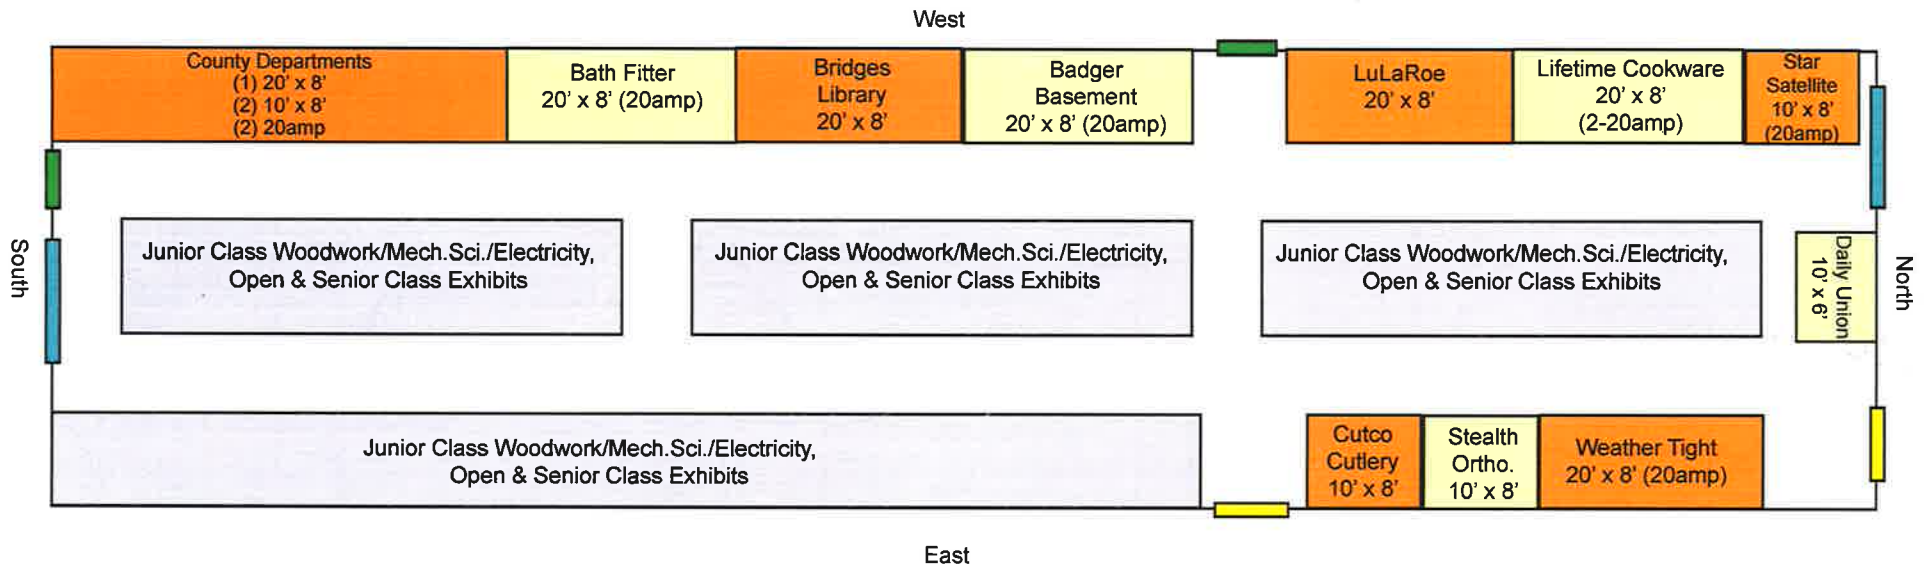 West
County Departments
(1) 20' x 8'
(2) 10' x 8'
(2) 20amp
Bath Fitter
20' x 8' (20amp)
Bridges
Library
20' x 8'
Badger
Basement
20' x 8' (20amp)
LuLaRoe
20' x 8'
Lifetime Cookware
20' x 8'
(2-20amp)
Star
Satellite
10' x 8'
(20amp)
South
Junior Class Woodwork/Mech.Sci./Electricity,
Open & Senior Class Exhibits
Junior Class Woodwork/Mech.Sci./Electricity,
Open & Senior Class Exhibits
Junior Class Woodwork/Mech.Sci./Electricity,
Open & Senior Class Exhibits
Daily Union
10' x 6'
North
Junior Class Woodwork/Mech.Sci./Electricity,
Open & Senior Class Exhibits
Cutco
Cutlery
10' x 8'
Stealth
Ortho.
10' x 8'
Weather Tight
20' x 8' (20amp)
East